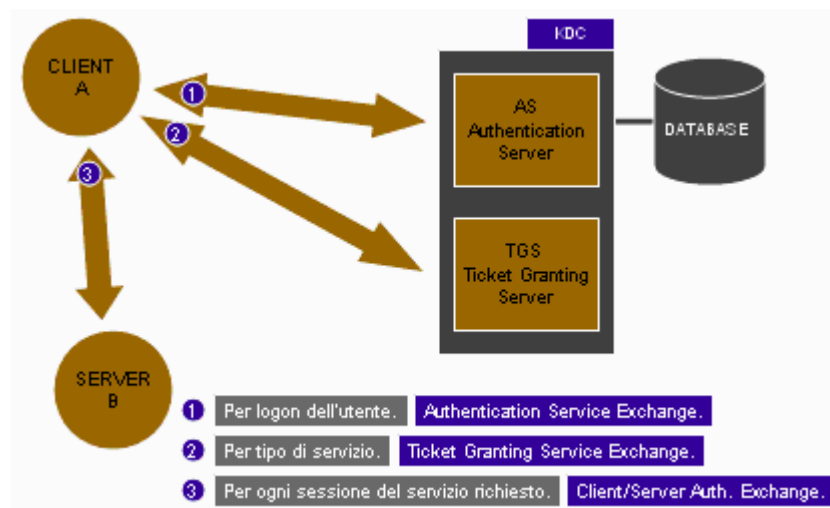 KDC
CLIENT
A
1
AS
Authentication
Server
DATABASE
2
3
TGS
Ticket Granting
Server
SERVER
B
1 Per logon dell'utente. Authentication Service Exchange.
2 Per tipo di servizio. Ticket Granting Service Exchange.
3 Per ogni sessione del servizio richiesto. Client/Server Auth. Exchange.